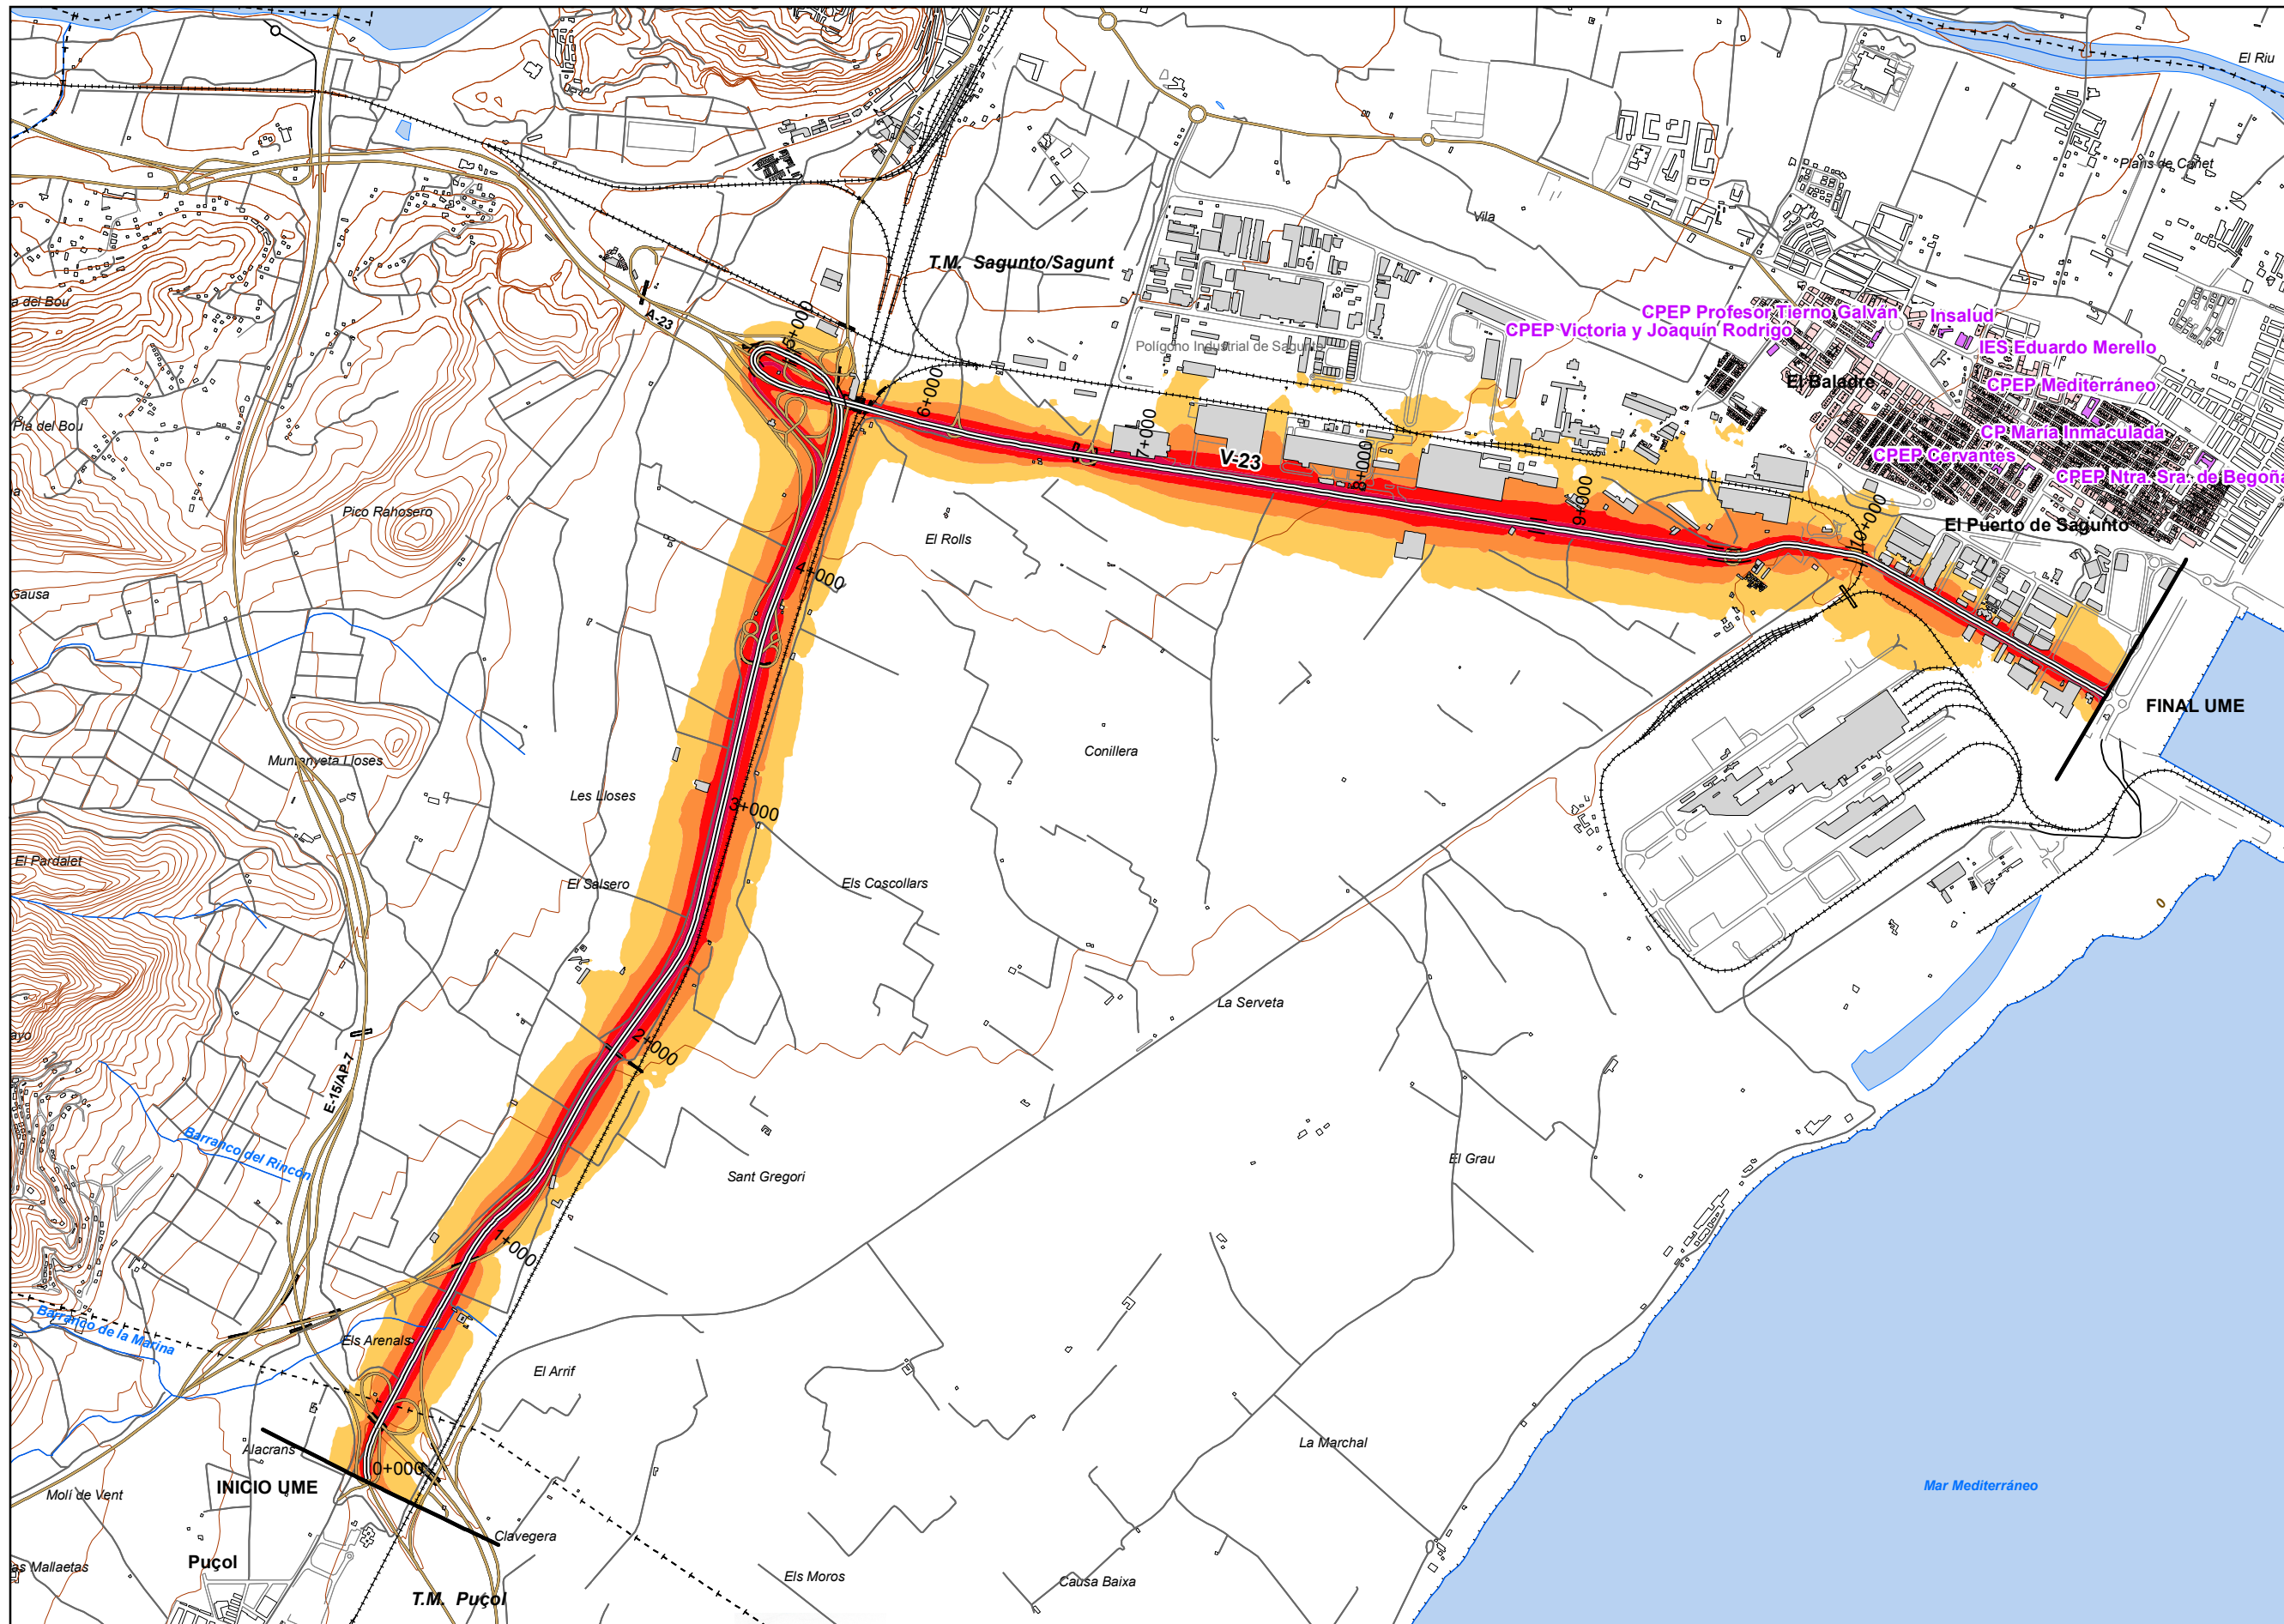 El Riu
Plans de Canet
Vila
T.M. Sagunto/Sagunt
a del Bou
A-23
5+000
CPEP Profesor Tierno Galván
Insalud
CPEP Victoria y Joaquín Rodrigo
Polígono Industrial de Sagunto
IES Eduardo Merello
El Baladre
CPEP Mediterráneo
6+000
Pla del Bou
7+000
CP María Inmaculada
V-23
8+000
CPEP Cervantes
CPEP Ntra. Sra. de Begoña
9+000
Pico Rahosero
10+000
El Puerto de Sagunto
El Rolls
4+000
Gausa
FINAL UME
Conillera
Muntanyeta Lloses
Les Lloses
3+000
El Pardalet
El Salsero
Els Coscollars
0
La Serveta
ayo
2+000
E-15/AP-7
Barranco del Rincón
El Grau
Sant Gregori
1+000
Barranco de la Marina
Els Arenals
El Arrif
La Marchal
Alacrans
0+000
INICIO UME
Molí de Vent
Mar Mediterráneo
Clavegera
Puçol
as Mallaetas
Els Moros
Causa Baixa
T.M. Puçol